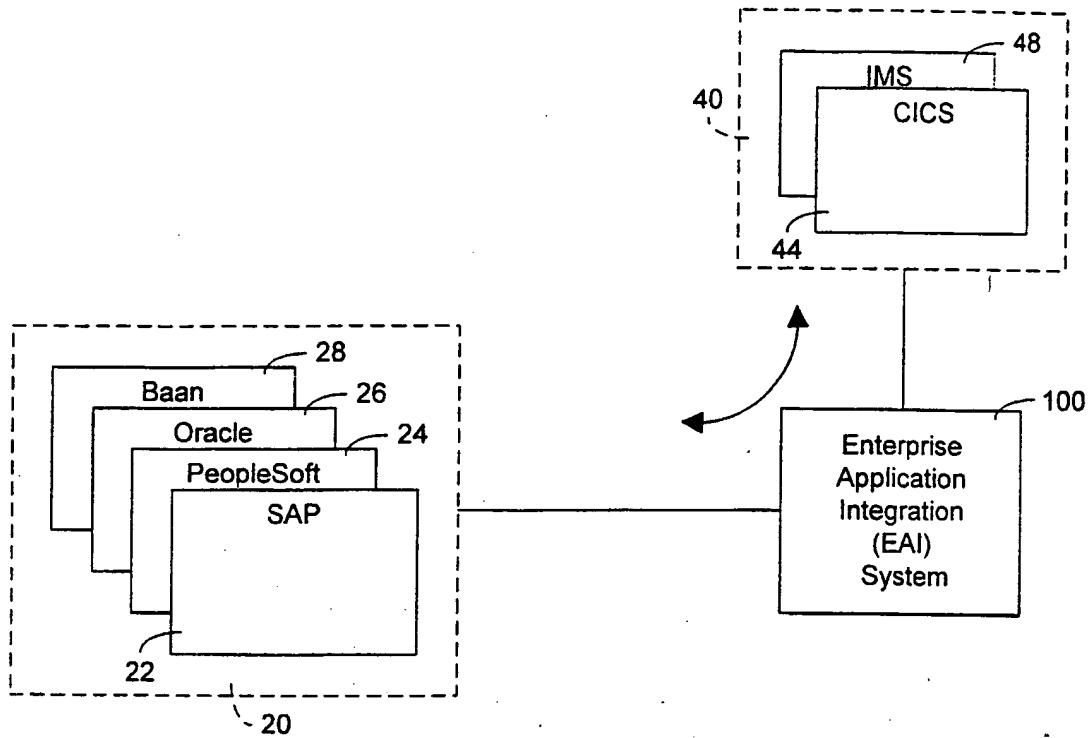 48
IMS
40
CICS
44
28
Baan
26
Oracle
24
PeopleSoft
SAP
22
20
100
Enterprise
Application
Integration
(EAI)
System